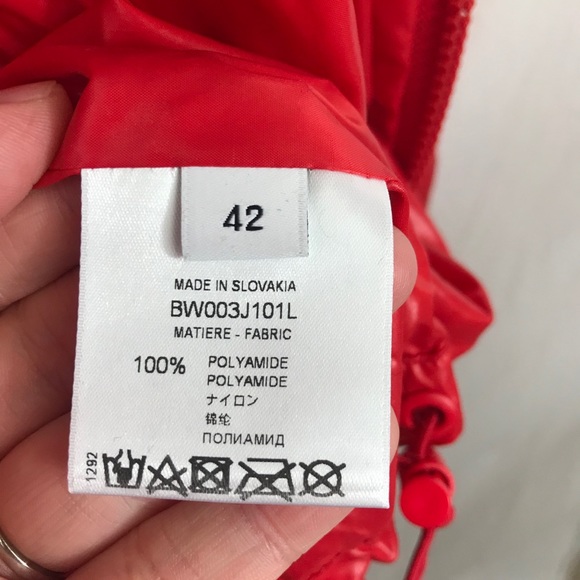 42
MADE IN SLOVAKIA
BW003J101L
MATIERE - FABRIC
100% POLYAMIDE
POLYAMIDE
ナイロン
锦纶
ПОЛИАМИД
1292